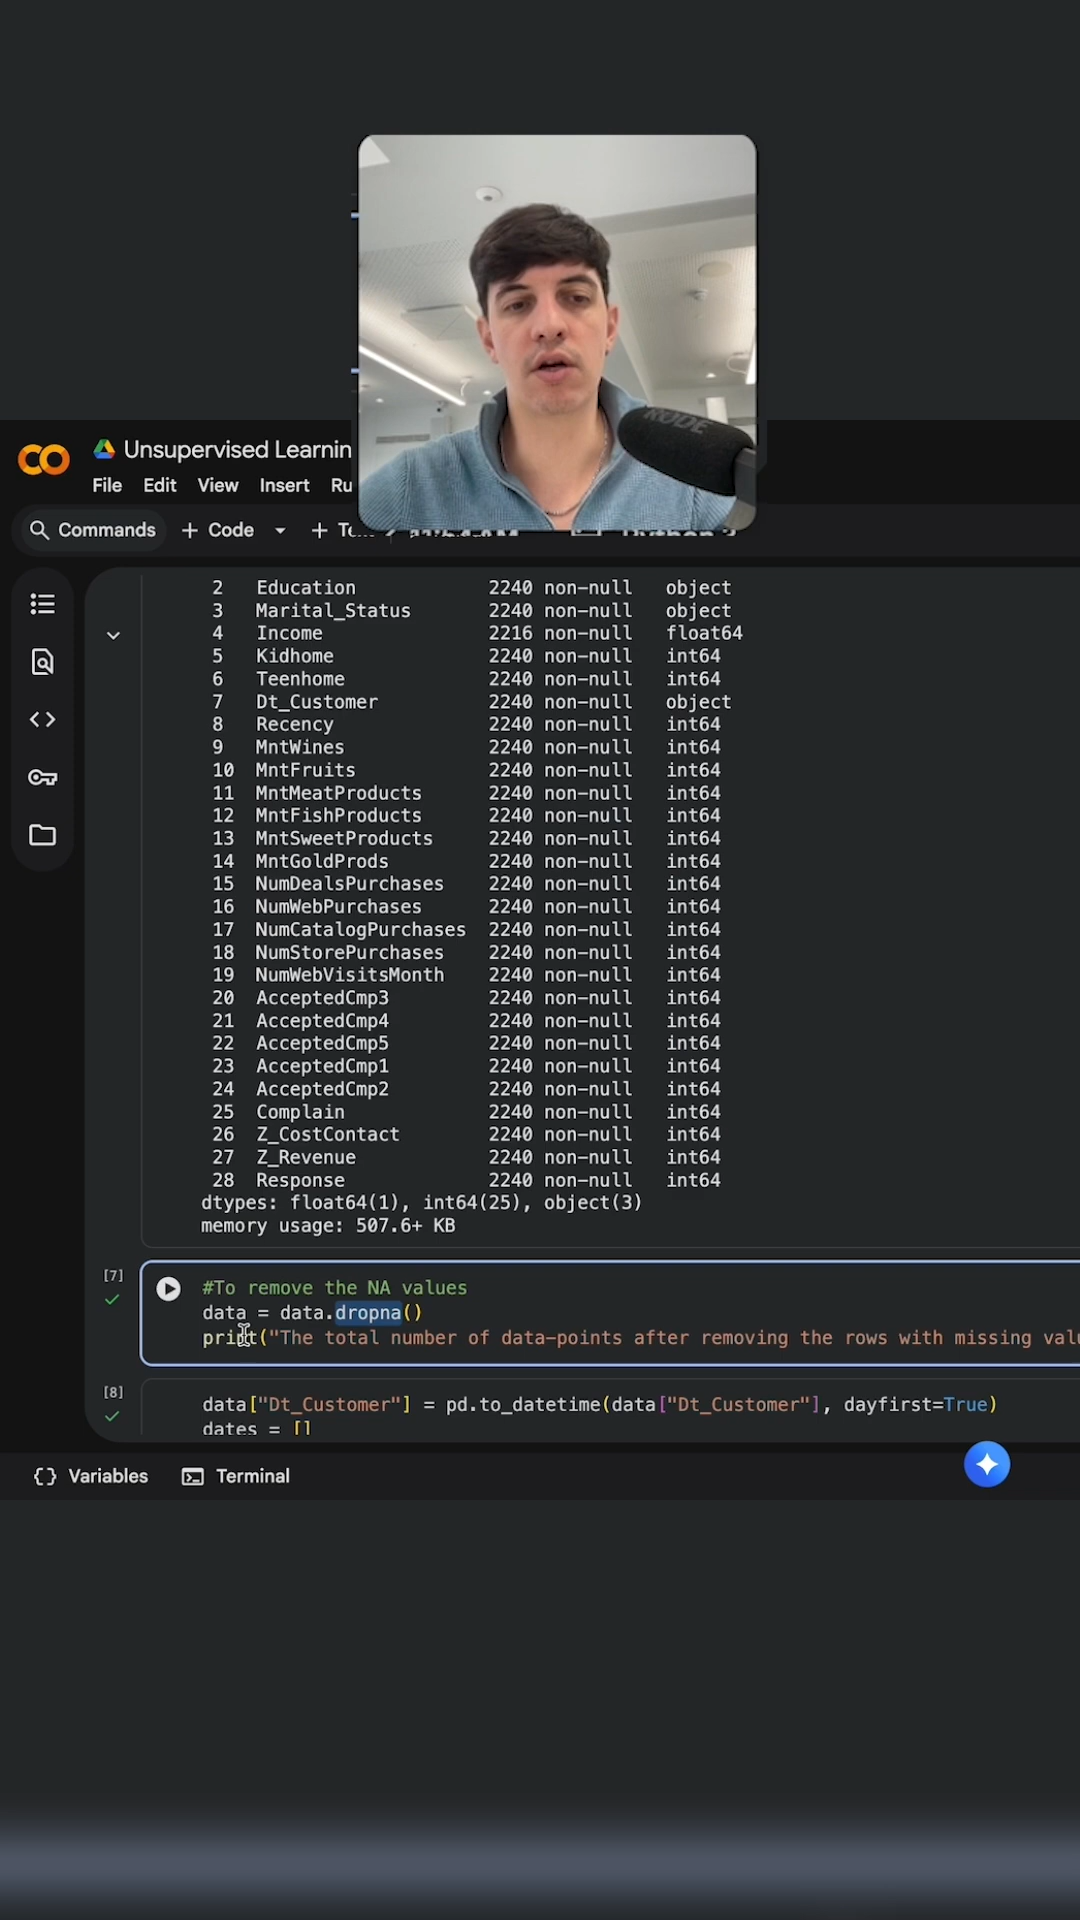 RODE
Unsupervised Learnin
File Edit View Insert Ru
Commands + Code + Te
Python 3
2 Education 2240 non-null object
3 Marital_Status 2240 non-null object
4 Income 2216 non-null float64
5 Kidhome 2240 non-null int64
6 Teenhome 2240 non-null int64
7 Dt_Customer 2240 non-null object
8 Recency 2240 non-null int64
9 MntWines 2240 non-null int64
10 MntFruits 2240 non-null int64
11 MntMeatProducts 2240 non-null int64
12 MntFishProducts 2240 non-null int64
13 MntSweetProducts 2240 non-null int64
14 MntGoldProds 2240 non-null int64
15 NumDealsPurchases 2240 non-null int64
16 NumWebPurchases 2240 non-null int64
17 NumCatalogPurchases 2240 non-null int64
18 NumStorePurchases 2240 non-null int64
19 NumWebVisitsMonth 2240 non-null int64
20 AcceptedCmp3 2240 non-null int64
21 AcceptedCmp4 2240 non-null int64
22 AcceptedCmp5 2240 non-null int64
23 AcceptedCmp1 2240 non-null int64
24 AcceptedCmp2 2240 non-null int64
25 Complain 2240 non-null int64
26 Z_CostContact 2240 non-null int64
27 Z_Revenue 2240 non-null int64
28 Response 2240 non-null int64
dtypes: float64(1), int64(25), object(3)
memory usage: 507.6+ KB
[7] #To remove the NA values
data = data.dropna()
print("The total number of data-points after removing the rows with missing valu
[8] data["Dt_Customer"] = pd.to_datetime(data["Dt_Customer"], dayfirst=True)
dates = []
{} Variables Terminal